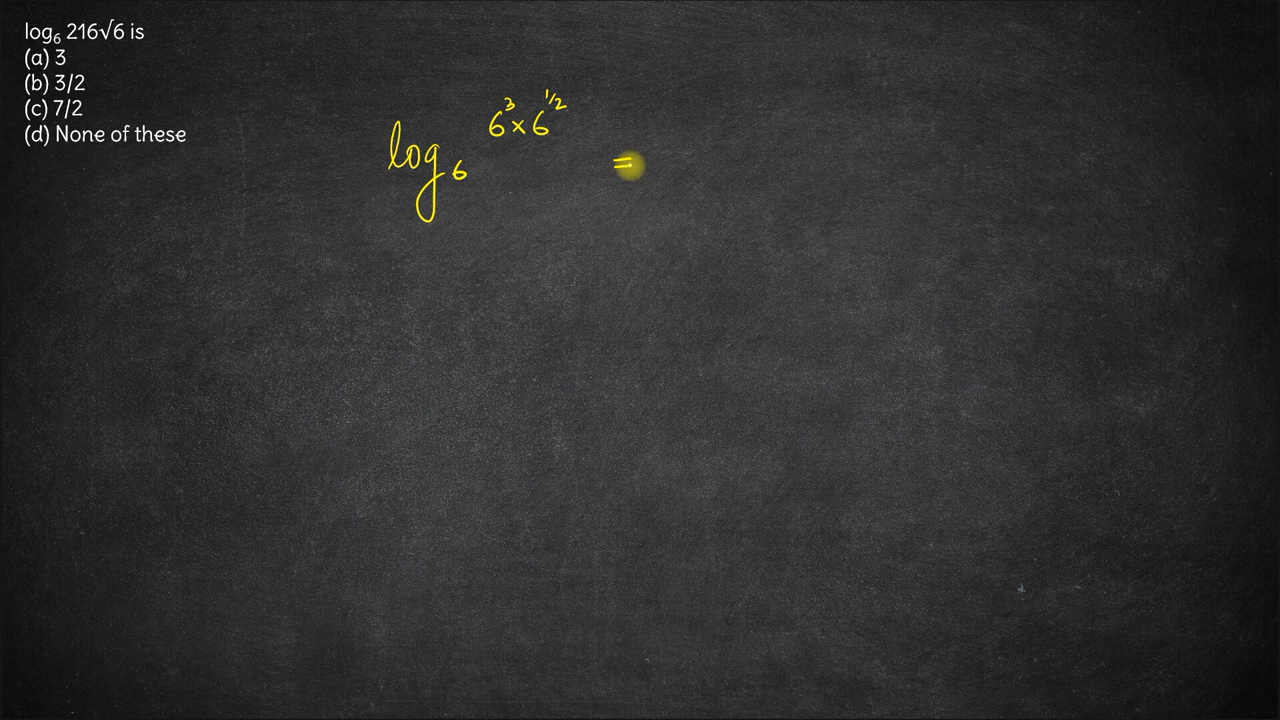 log₆ 216√6 is
(a) 3
(b) 3/2
(c) 7/2
(d) None of these
log₆ 6³ × 6^{1/2} =